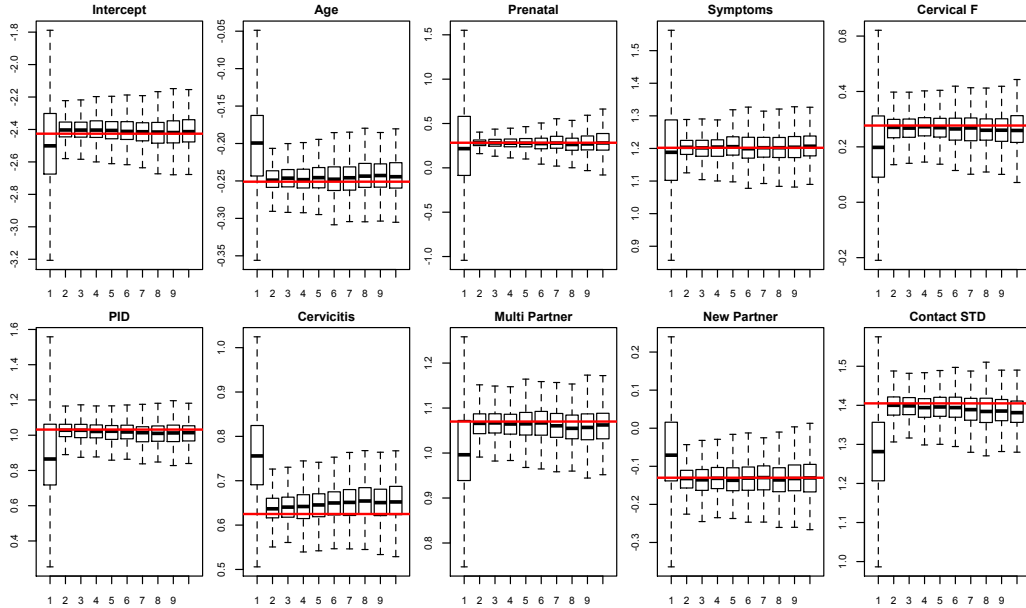 Intercept
-3.2 -3.0 -2.8 -2.6 -2.4 -2.2 -2.0 -1.8
1 2 3 4 5 6 7 8 9
Age
-0.35 -0.30 -0.25 -0.20 -0.15 -0.10 -0.05
1 2 3 4 5 6 7 8 9
Prenatal
-1.0 -0.5 0.0 0.5 1.0 1.5
1 2 3 4 5 6 7 8 9
Symptoms
0.9 1.0 1.1 1.2 1.3 1.4 1.5
1 2 3 4 5 6 7 8 9
Cervical F
-0.2 0.0 0.2 0.4 0.6
1 2 3 4 5 6 7 8 9
PID
0.4 0.6 0.8 1.0 1.2 1.4 1.6
1 2 3 4 5 6 7 8 9
Cervicitis
0.5 0.6 0.7 0.8 0.9 1.0
1 2 3 4 5 6 7 8 9
Multi Partner
0.8 0.9 1.0 1.1 1.2
1 2 3 4 5 6 7 8 9
New Partner
-0.3 -0.2 -0.1 0.0 0.1 0.2
1 2 3 4 5 6 7 8 9
Contact STD
1.0 1.1 1.2 1.3 1.4 1.5
1 2 3 4 5 6 7 8 9